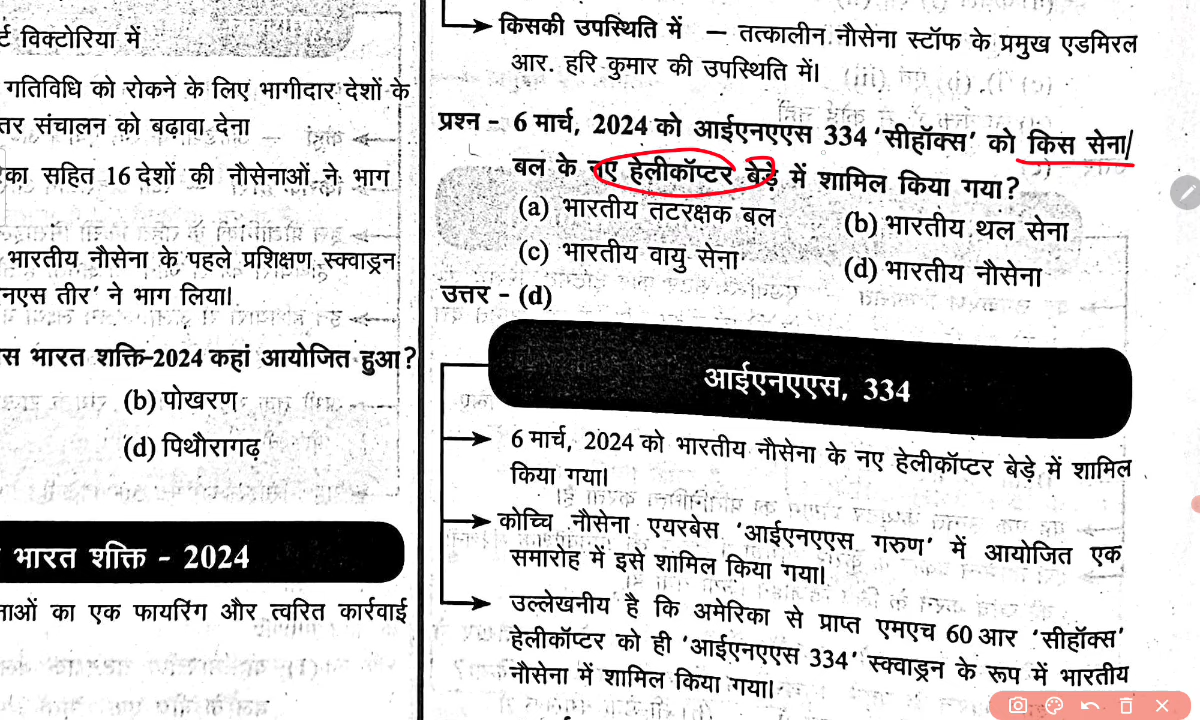 र्ट विक्टोरिया में
गतिविधि को रोकने के लिए भागीदार देशों के
तर संचालन को बढ़ावा देना
का सहित 16 देशों की नौसेनाओं ने भाग
भारतीय नौसेना के पहले प्रशिक्षण स्क्वाड्रन
नएस तीर’ ने भाग लिया।
स भारत शक्ति-2024 कहां आयोजित हुआ?
(b) पोखरण
(d) पिथौरागढ़
भारत शक्ति - 2024
नाओं का एक फायरिंग और त्वरित कार्रवाई
किसकी उपस्थिति में – तत्कालीन नौसेना स्टॉफ के प्रमुख एडमिरल
आर. हरि कुमार की उपस्थिति में।
प्रश्न - 6 मार्च, 2024 को आईएनएएस 334 ‘सीहॉक्स’ को किस सेना/
बल के नए हेलीकॉप्टर बेड़े में शामिल किया गया?
(a) भारतीय तटरक्षक बल (b) भारतीय थल सेना
(c) भारतीय वायु सेना (d) भारतीय नौसेना
उत्तर - (d)
आईएनएएस, 334
6 मार्च, 2024 को भारतीय नौसेना के नए हेलीकॉप्टर बेड़े में शामिल
किया गया।
कोच्चि नौसेना एयरबेस ‘आईएनएस गरुण’ में आयोजित एक
समारोह में इसे शामिल किया गया।
उल्लेखनीय है कि अमेरिका से प्राप्त एमएच 60 आर ‘सीहॉक्स’
हेलीकॉप्टर को ही ‘आईएनएएस 334’ स्क्वाड्रन के रूप में भारतीय
नौसेना में शामिल किया गया।